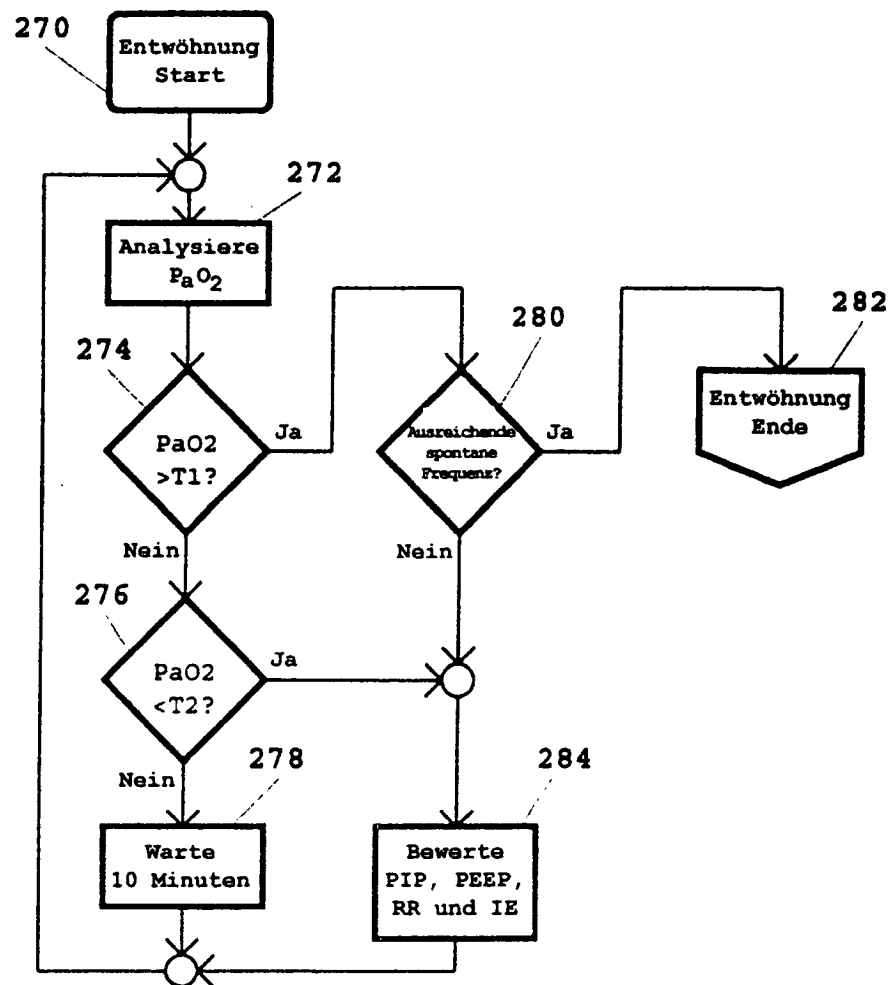 270
Entwöhnung
Start
272
Analysiere
PaO2
274
PaO2
>T1?
Ja
280
Ausreichende
spontane
Frequenz?
Ja
282
Entwöhnung
Ende
Nein
Nein
276
PaO2
<T2?
Ja
Nein
278
Warte
10 Minuten
284
Bewerte
PIP, PEEP,
RR und IE